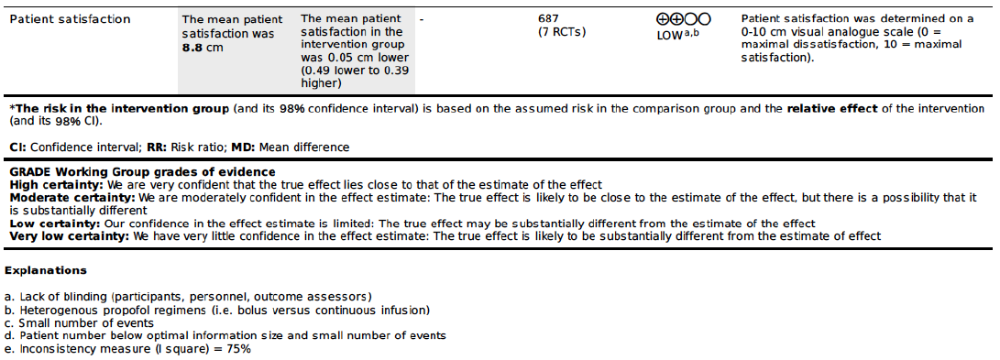 Patient satisfaction
The mean patient
satisfaction was
8.8 cm
The mean patient
satisfaction in the
intervention group
was 0.05 cm lower
(0.49 lower to 0.39
higher)
-
687
(7 RCTs)
⨁⨁◯◯
LOW a,b
Patient satisfaction was determined on a
0-10 cm visual analogue scale (0 =
maximal dissatisfaction, 10 = maximal
satisfaction).
*The risk in the intervention group (and its 98% confidence interval) is based on the assumed risk in the comparison group and the relative effect of the intervention
(and its 98% CI).
CI: Confidence interval; RR: Risk ratio; MD: Mean difference
GRADE Working Group grades of evidence
High certainty: We are very confident that the true effect lies close to that of the estimate of the effect
Moderate certainty: We are moderately confident in the effect estimate: The true effect is likely to be close to the estimate of the effect, but there is a possibility that it
is substantially different
Low certainty: Our confidence in the effect estimate is limited: The true effect may be substantially different from the estimate of the effect
Very low certainty: We have very little confidence in the effect estimate: The true effect is likely to be substantially different from the estimate of effect
Explanations
a. Lack of blinding (participants, personnel, outcome assessors)
b. Heterogenous propofol regimens (i.e. bolus versus continuous infusion)
c. Small number of events
d. Patient number below optimal information size and small number of events
e. Inconsistency measure (I square) = 75%